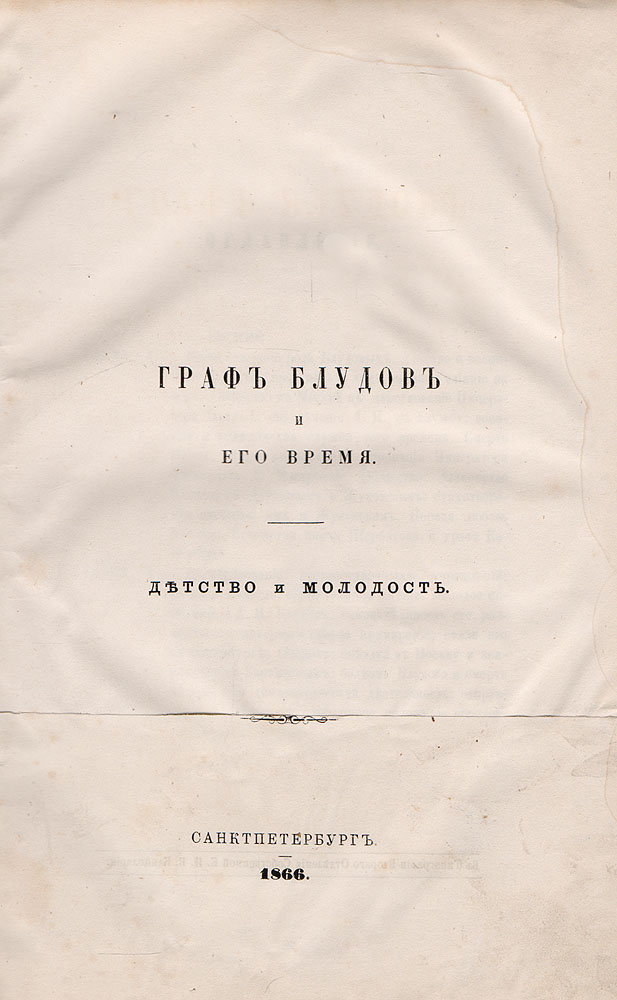 ГРАФЪ БЛУДОВЪ
И
ЕГО ВРЕМЯ.
ДѢТСТВО и МОЛОДОСТЬ.
САНКТПЕТЕРБУРГЪ.
1866.